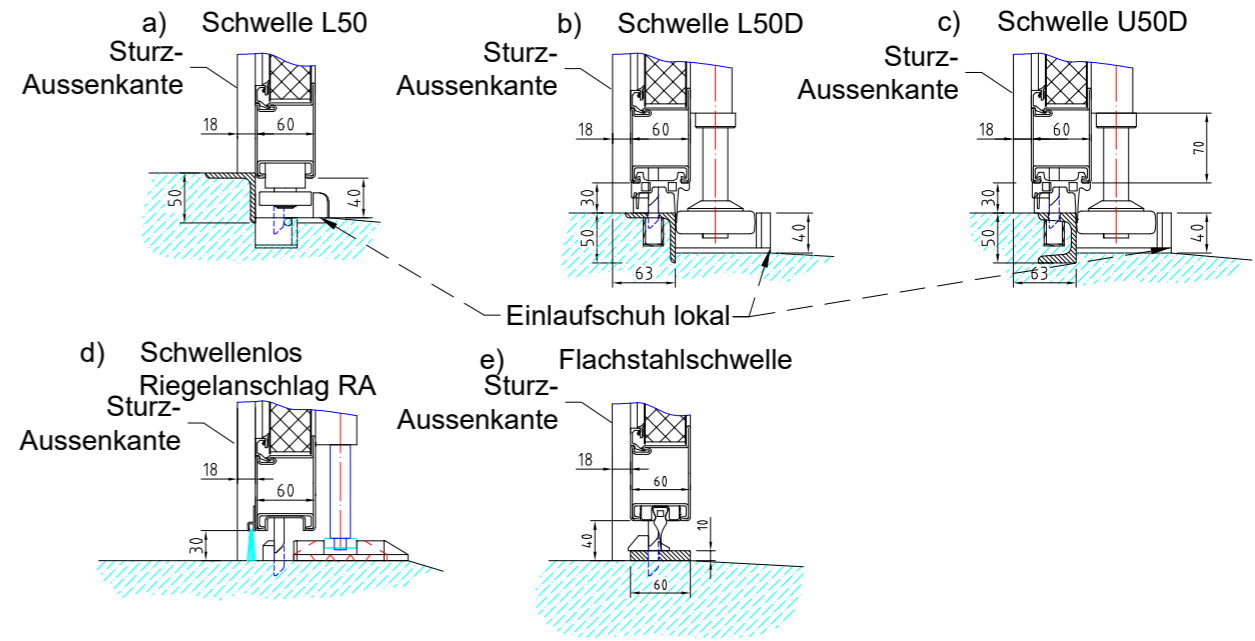 a) Schwelle L50
Sturz-
Aussenkante
18
60
50
40
b) Schwelle L50D
Sturz-
Aussenkante
18
60
30
50
40
63
c) Schwelle U50D
Sturz-
Aussenkante
18
60
70
30
50
40
63
Einlaufschuh lokal
d) Schwellenlos
Riegelanschlag RA
Sturz-
Aussenkante
18
60
30
e) Flachstahlschwelle
Sturz-
Aussenkante
18
60
10
40
60